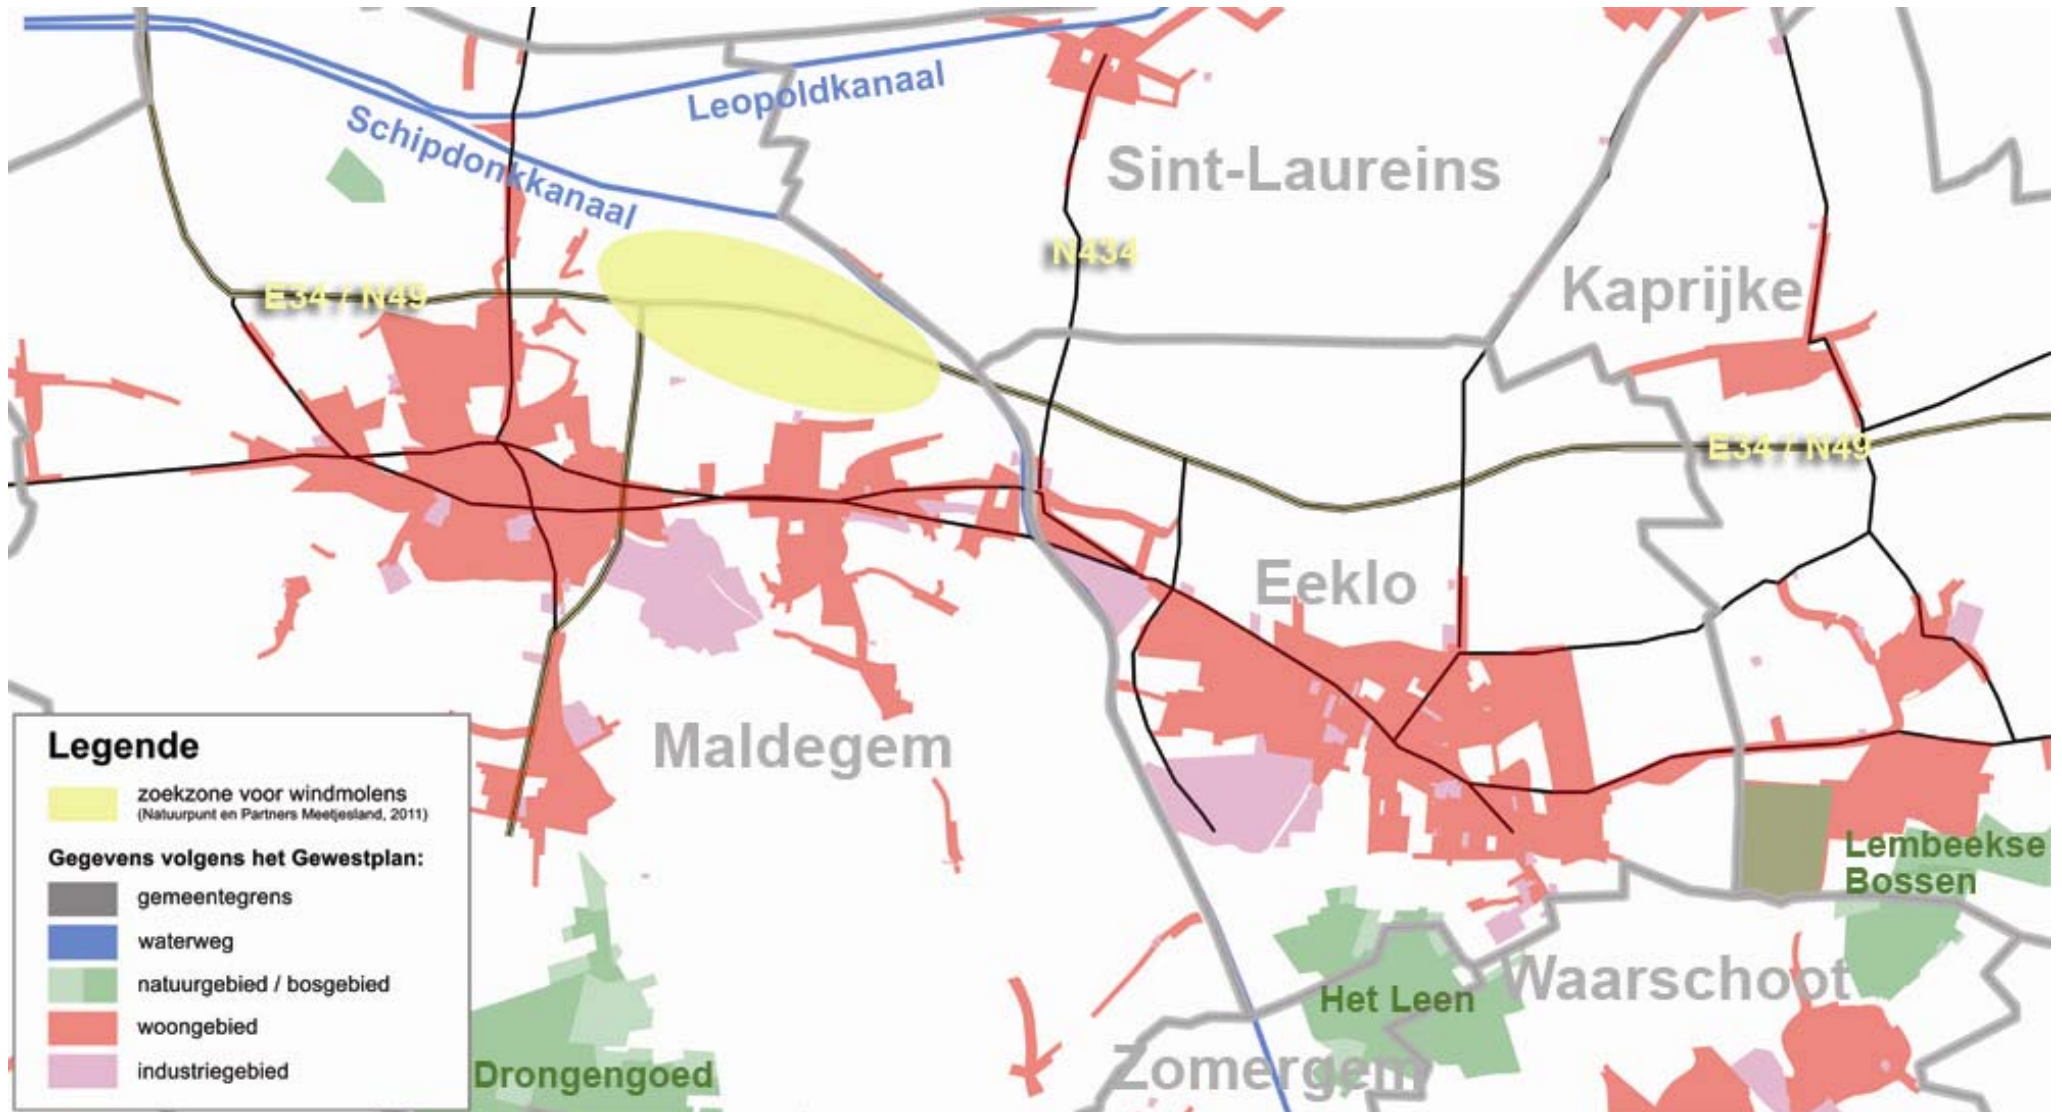 Leopoldkanaal
Schipdonkkanaal
Sint-Laureins
N434
E34 / N49
Kaprijke
E34 / N49
Eeklo
Maldegem
Lembeekse
Bossen
Waarschoot
Het Leen
Zomergem
Drongengoed
Legende
zoekzone voor windmolens
(Natuurpunt en Partners Meetjesland, 2011)
Gegevens volgens het Gewestplan:
gemeentegrens
waterweg
natuurgebied / bosgebied
woongebied
industriegebied